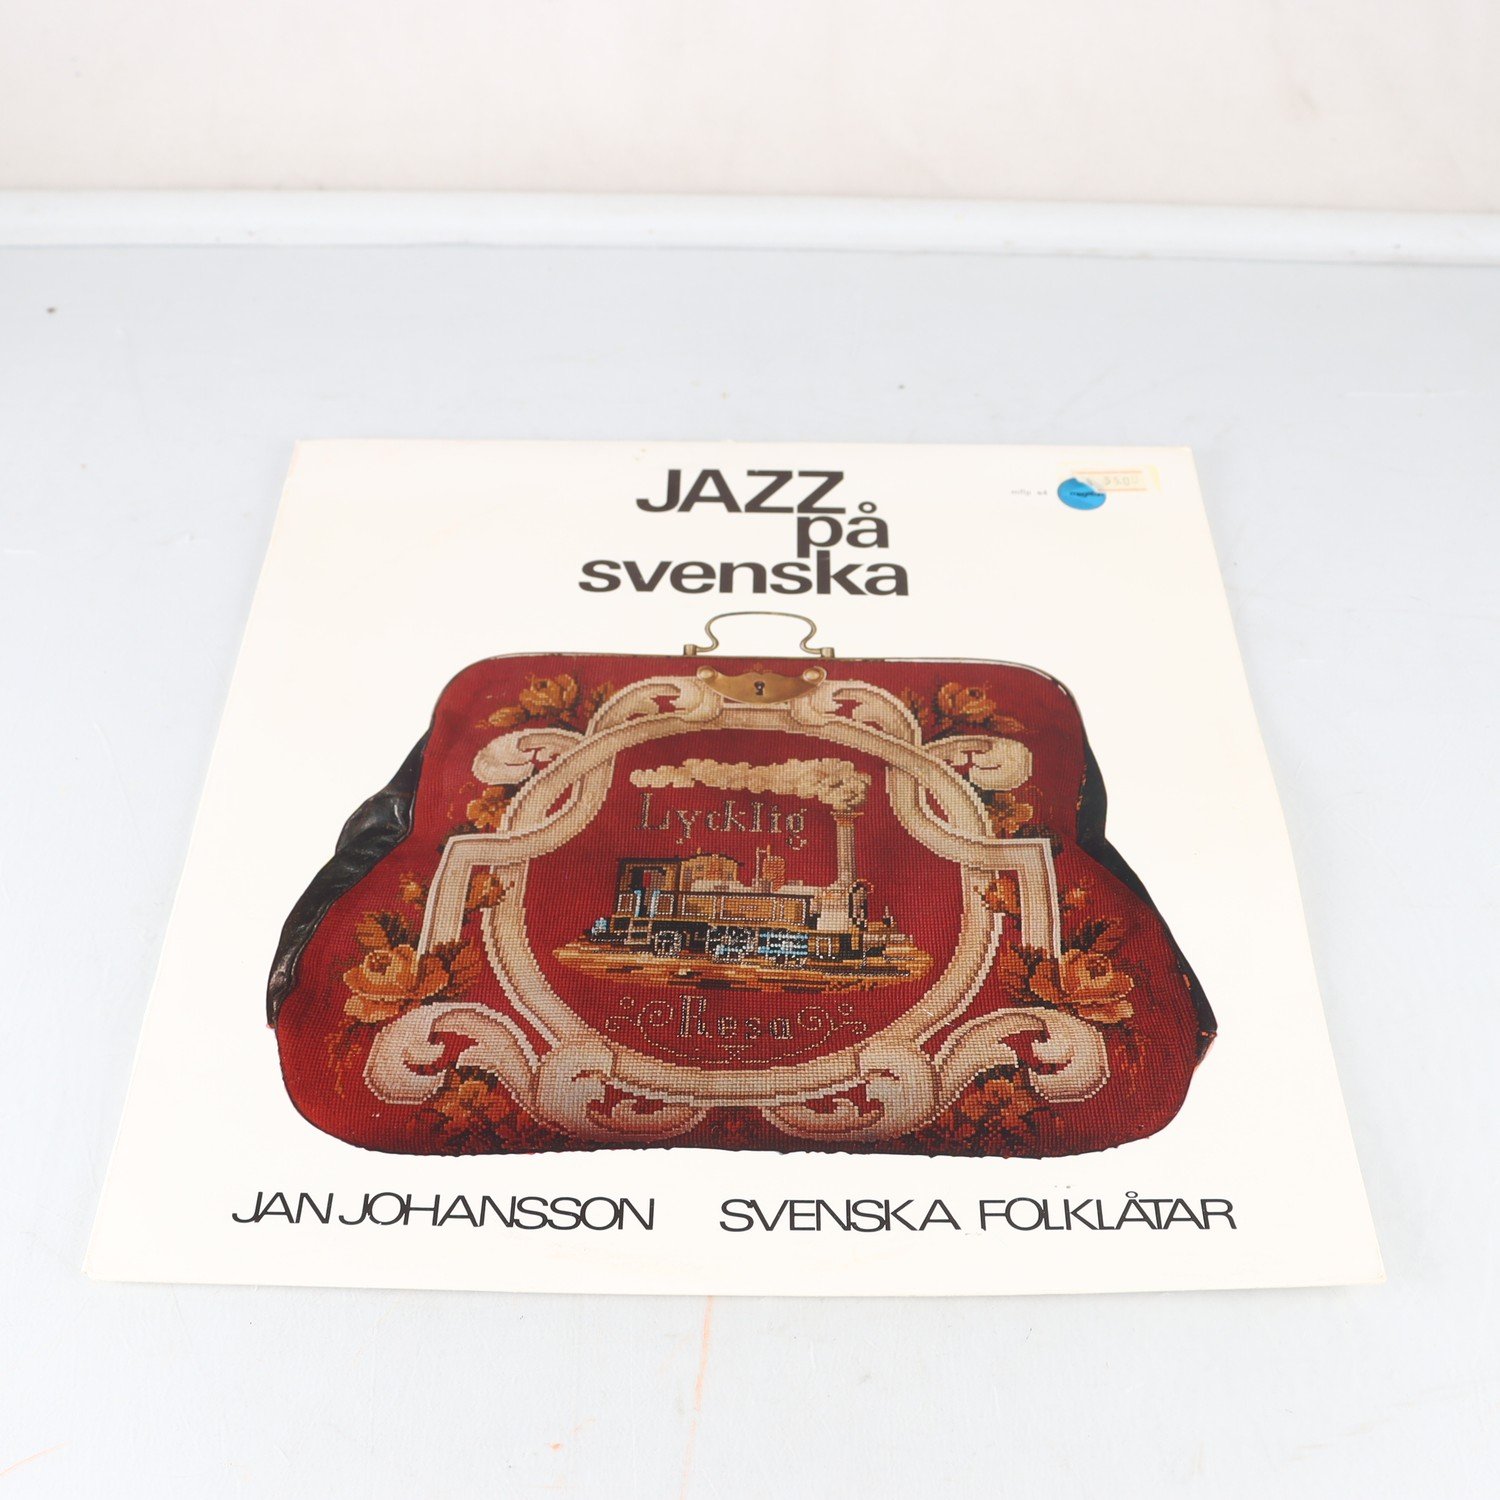 JAZZ
på
svenska
Lycklig
Resa
JAN JOHANSSON SVENSKA FOLKLÅTAR